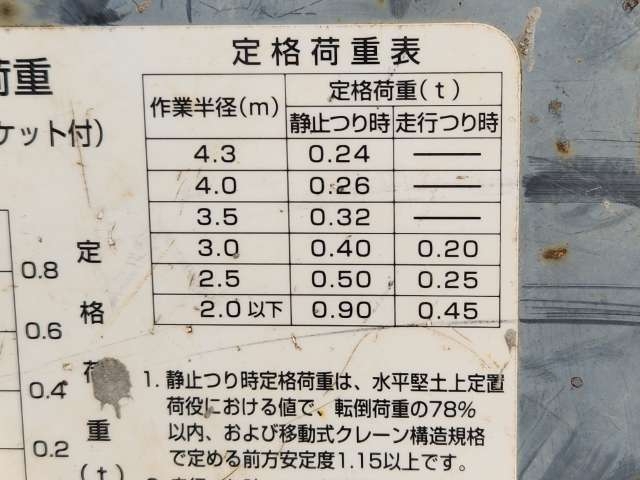 定格荷重表
荷重
ケット付)
作業半径(m) 定格荷重(t)
静止つり時 走行つり時
4.3 0.24 ―
4.0 0.26 ―
3.5 0.32 ―
3.0 0.40 0.20
2.5 0.50 0.25
2.0以下 0.90 0.45
定格荷重(t)
0.8
0.6
0.4
0.2
1. 静止つり時定格荷重は、水平堅土上定置
荷役における値で、転倒荷重の78%
以内、および移動式クレーン構造規格
で定める前方安定度1.15以上です。